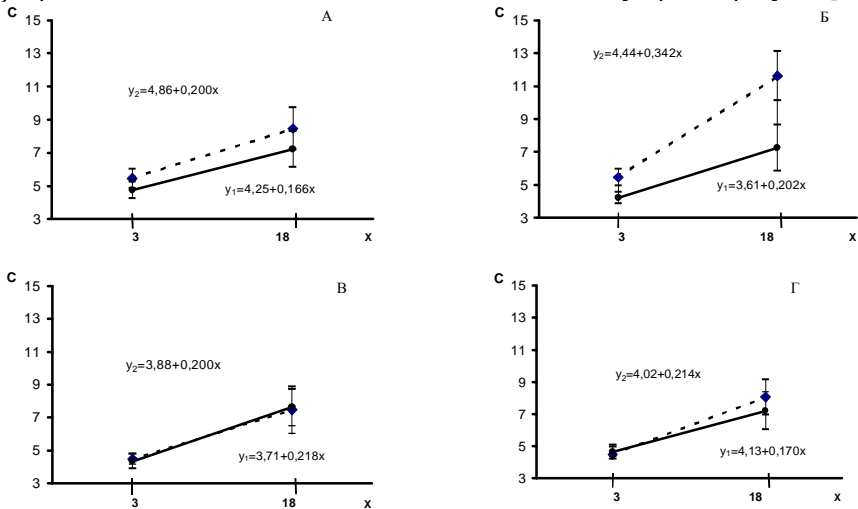 С
А
15
13
11
9
7
5
3
y₂=4,86+0,200x
y₁=4,25+0,166x
3
18
х
С
Б
15
13
11
9
7
5
3
y₂=4,44+0,342x
y₁=3,61+0,202x
3
18
х
С
В
15
13
11
9
7
5
3
y₂=3,88+0,200x
y₁=3,71+0,218x
3
18
х
С
Г
15
13
11
9
7
5
3
y₂=4,02+0,214x
y₁=4,13+0,170x
3
18
х